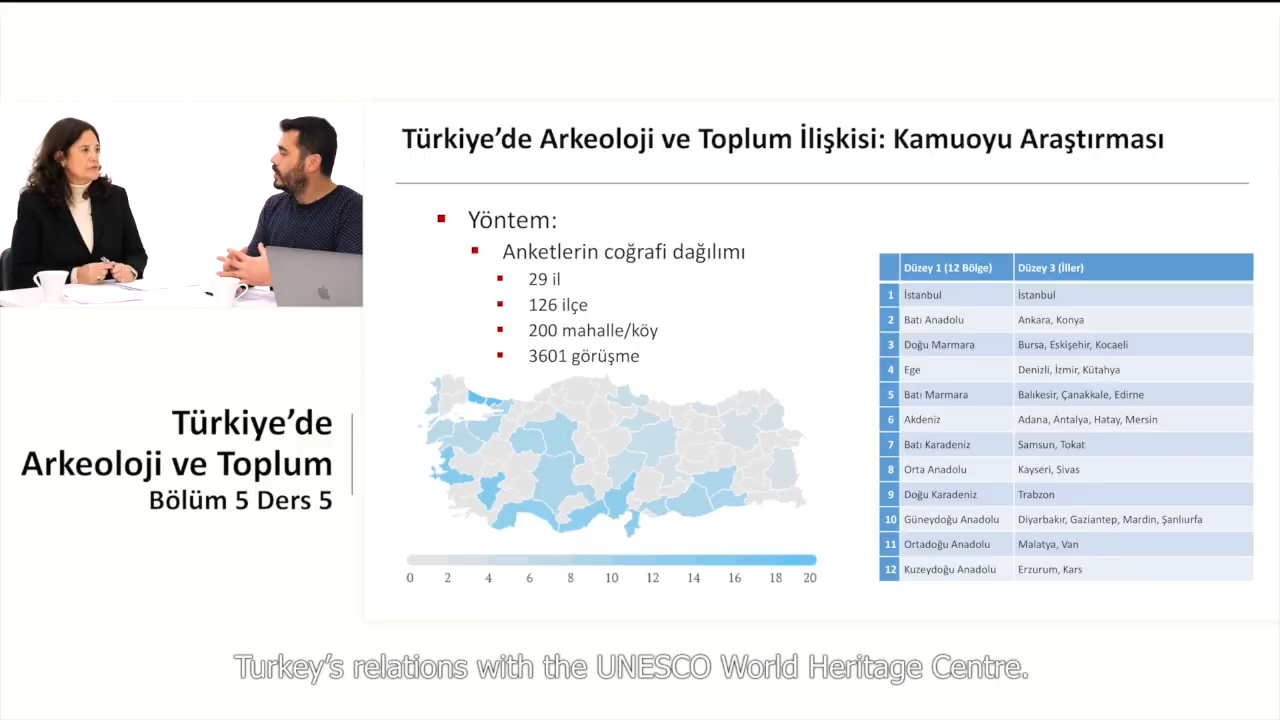 Türkiye’de Arkeoloji ve Toplum İlişkisi: Kamuoyu Araştırması
Yöntem:
Anketlerin coğrafi dağılımı
29 il
126 ilçe
200 mahalle/köy
3601 görüşme
0 2 4 6 8 10 12 14 16 18 20
Düzey 1 (12 Bölge) Düzey 3 (İller)
1 İstanbul İstanbul
2 Batı Anadolu Ankara, Konya
3 Doğu Marmara Bursa, Eskişehir, Kocaeli
4 Ege Denizli, İzmir, Kütahya
5 Batı Marmara Balıkesir, Çanakkale, Edirne
6 Akdeniz Adana, Antalya, Hatay, Mersin
7 Batı Karadeniz Samsun, Tokat
8 Orta Anadolu Kayseri, Sivas
9 Doğu Karadeniz Trabzon
10 Güneydoğu Anadolu Diyarbakır, Gaziantep, Mardin, Şanlıurfa
11 Ortadoğu Anadolu Malatya, Van
12 Kuzeydoğu Anadolu Erzurum, Kars
Türkiye’de
Arkeoloji ve Toplum
Bölüm 5 Ders 5
Turkey’s relations with the UNESCO World Heritage Centre.